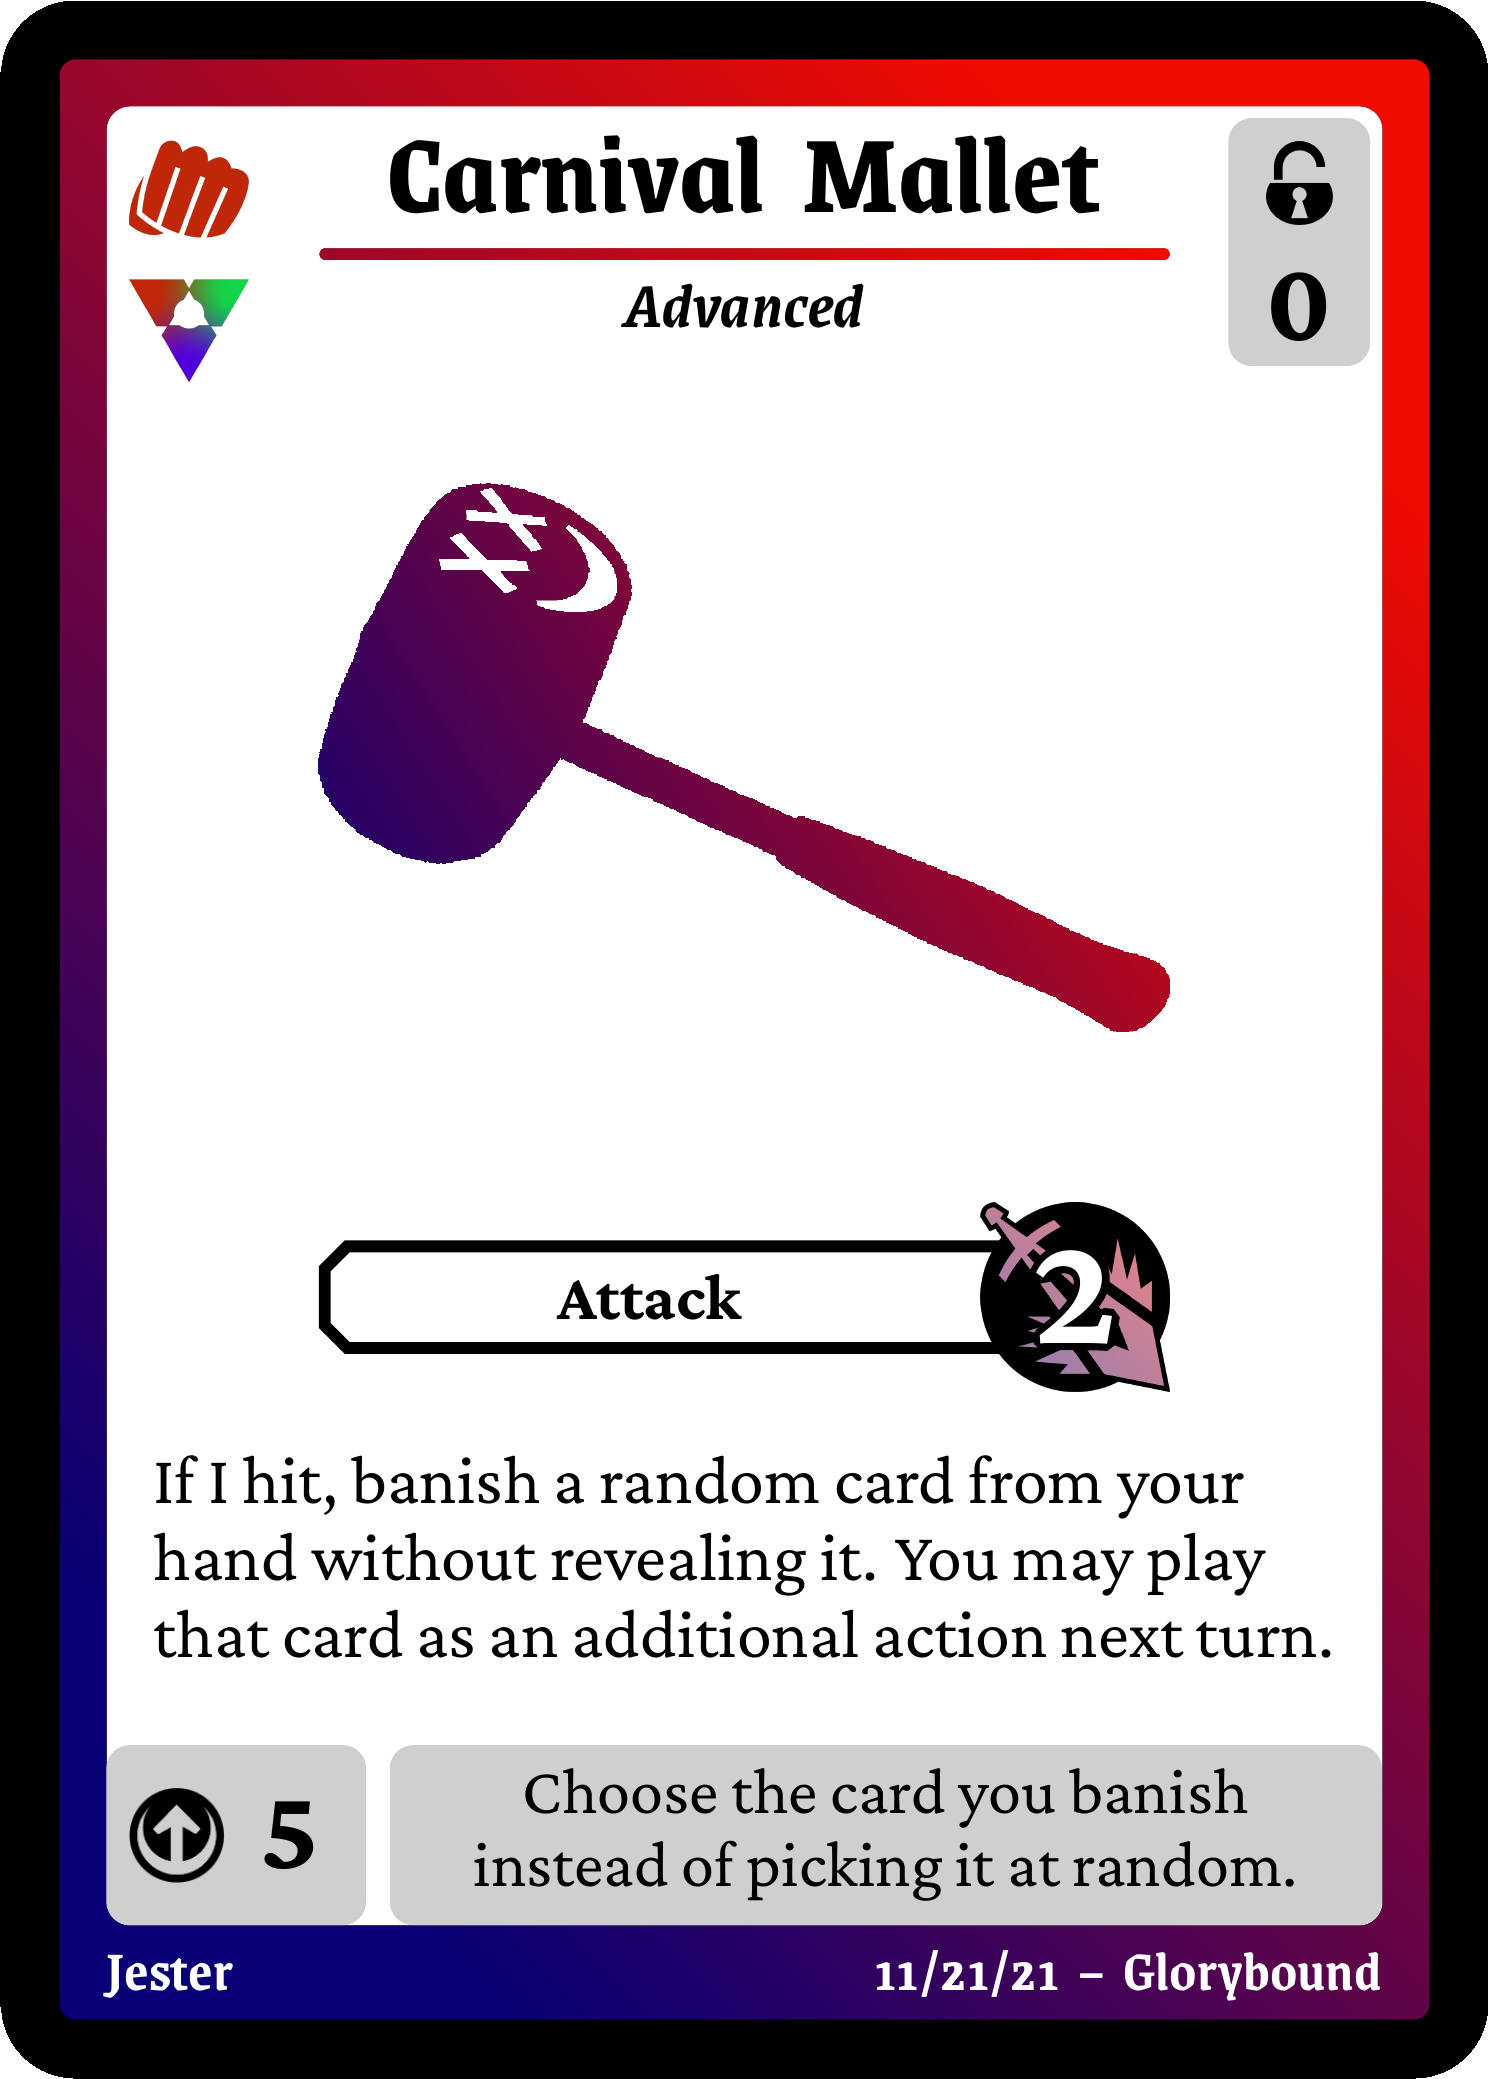 Carnival Mallet
Advanced
0
Attack
2
If I hit, banish a random card from your
hand without revealing it. You may play
that card as an additional action next turn.
5
Choose the card you banish
instead of picking it at random.
Jester
11/21/21 – Glorybound